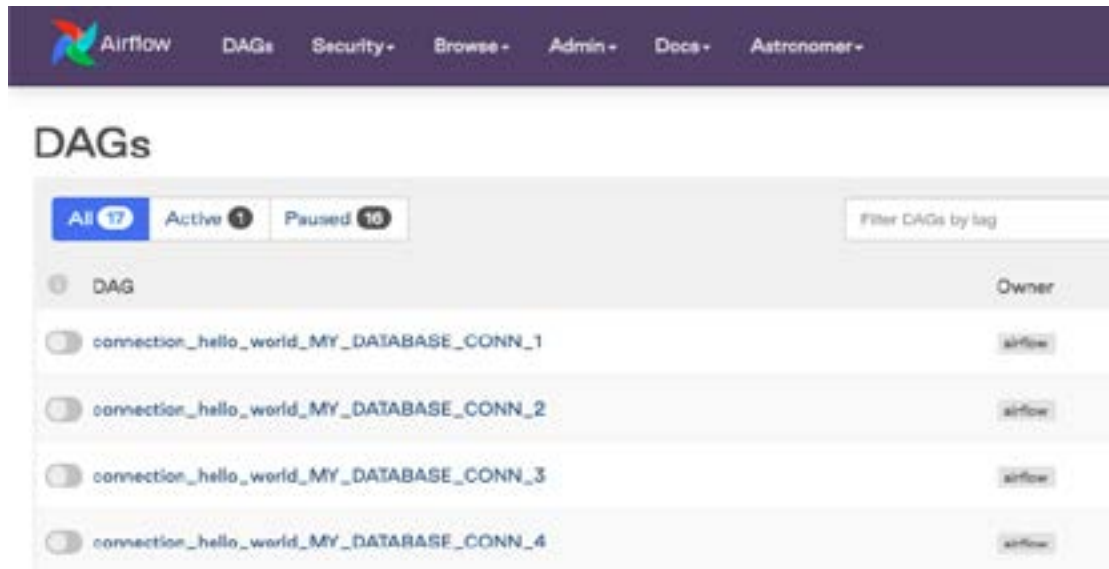 Airflow DAGs Security Browse Admin Docs Astronomer
DAGs
All 17 Active 1 Paused 16 Filter DAGs by tag
DAG Owner
connection_hello_world_MY_DATABASE_CONN_1 airflow
connection_hello_world_MY_DATABASE_CONN_2 airflow
connection_hello_world_MY_DATABASE_CONN_3 airflow
connection_hello_world_MY_DATABASE_CONN_4 airflow